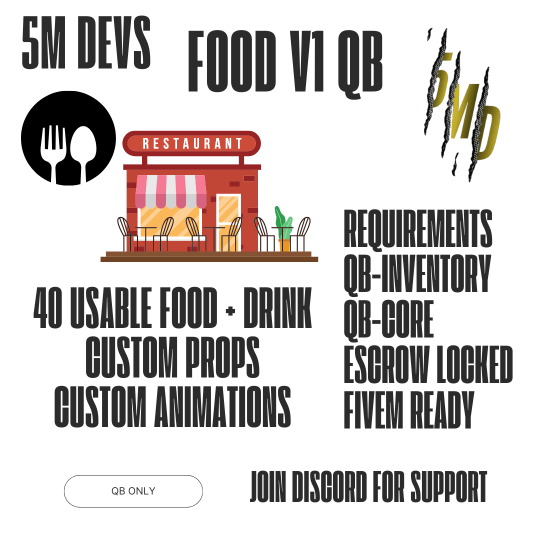 5M DEVS
FOOD V1 QB
5MD
RESTAURANT
40 USABLE FOOD + DRINK
CUSTOM PROPS
CUSTOM ANIMATIONS
REQUIREMENTS
QB-INVENTORY
QB-CORE
ESCROW LOCKED
FIVEM READY
QB ONLY
JOIN DISCORD FOR SUPPORT